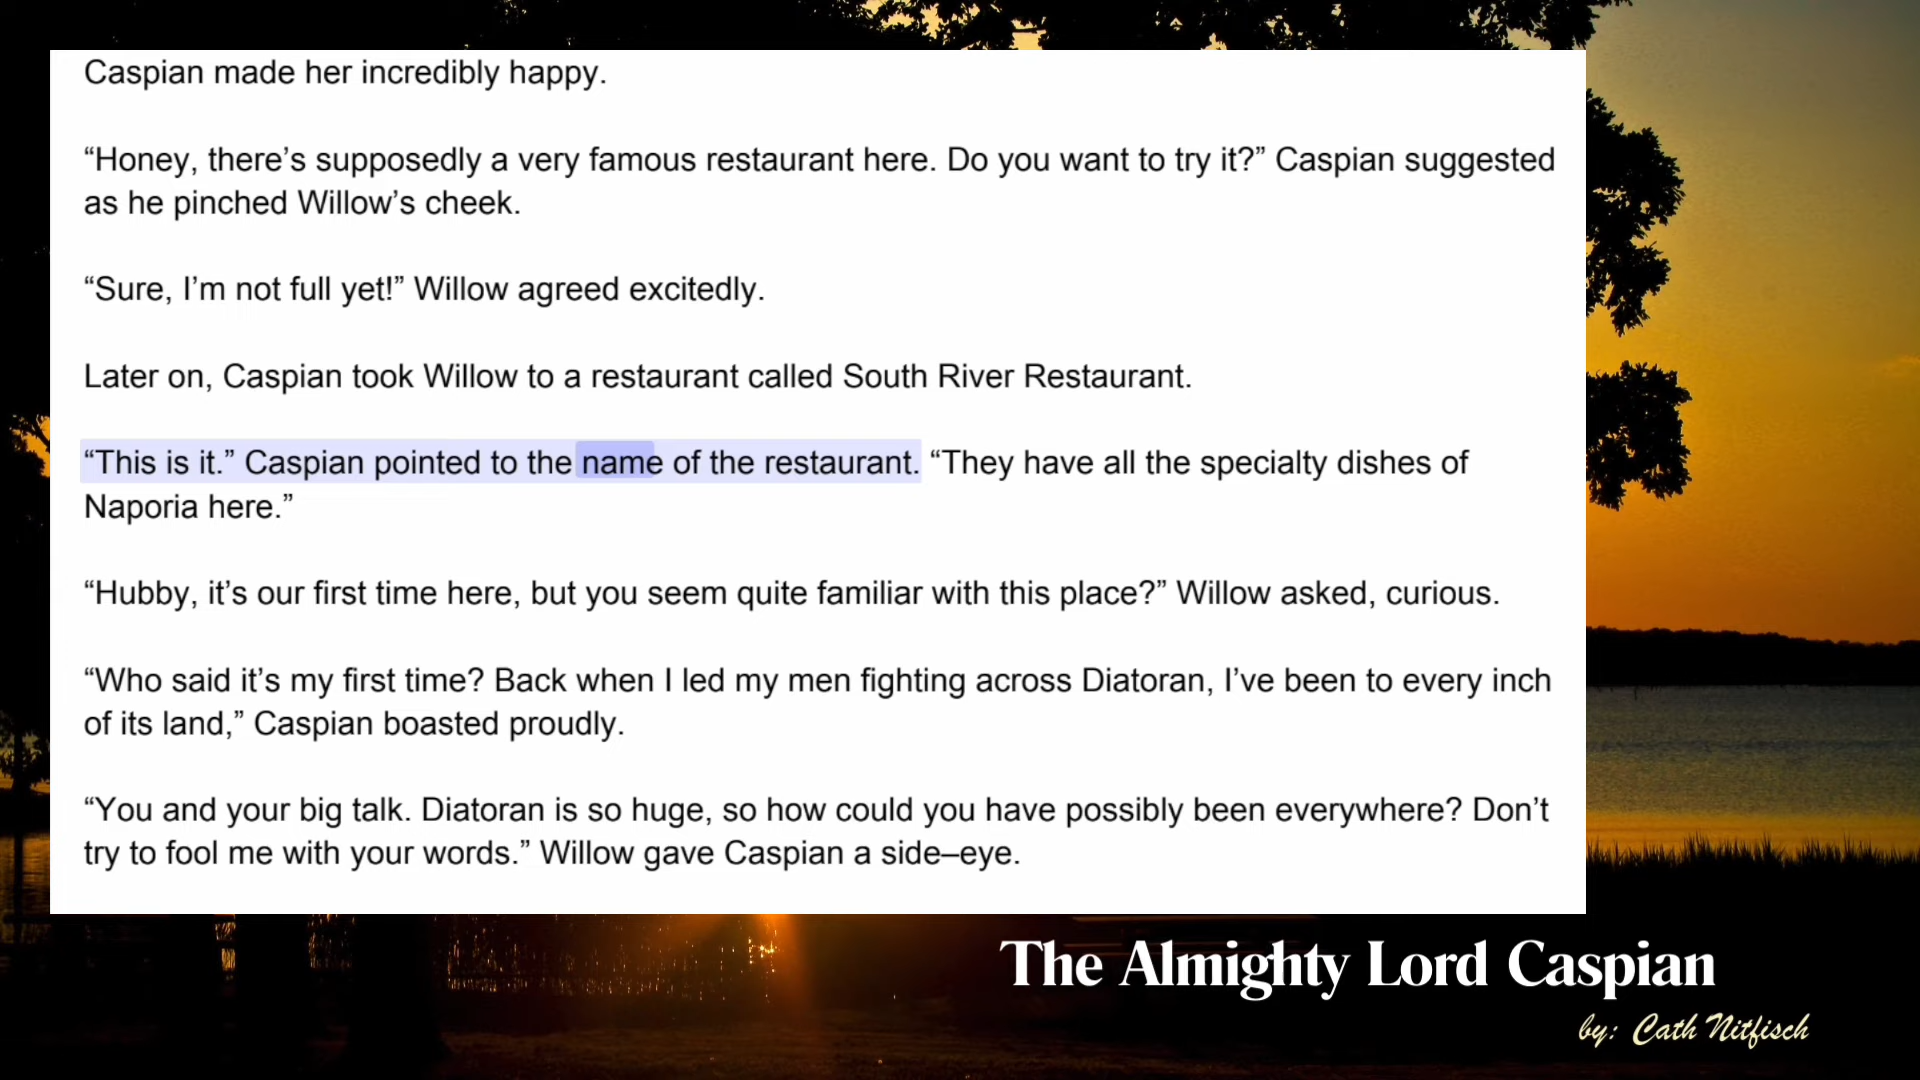 Caspian made her incredibly happy.
“Honey, there’s supposedly a very famous restaurant here. Do you want to try it?” Caspian suggested
as he pinched Willow’s cheek.
“Sure, I’m not full yet!” Willow agreed excitedly.
Later on, Caspian took Willow to a restaurant called South River Restaurant.
“This is it.” Caspian pointed to the name of the restaurant. “They have all the specialty dishes of
Naporia here.”
“Hubby, it’s our first time here, but you seem quite familiar with this place?” Willow asked, curious.
“Who said it’s my first time? Back when I led my men fighting across Diatoran, I’ve been to every inch
of its land,” Caspian boasted proudly.
“You and your big talk. Diatoran is so huge, so how could you have possibly been everywhere? Don’t
try to fool me with your words.” Willow gave Caspian a side–eye.
The Almighty Lord Caspian
by: Cath Nitfisch